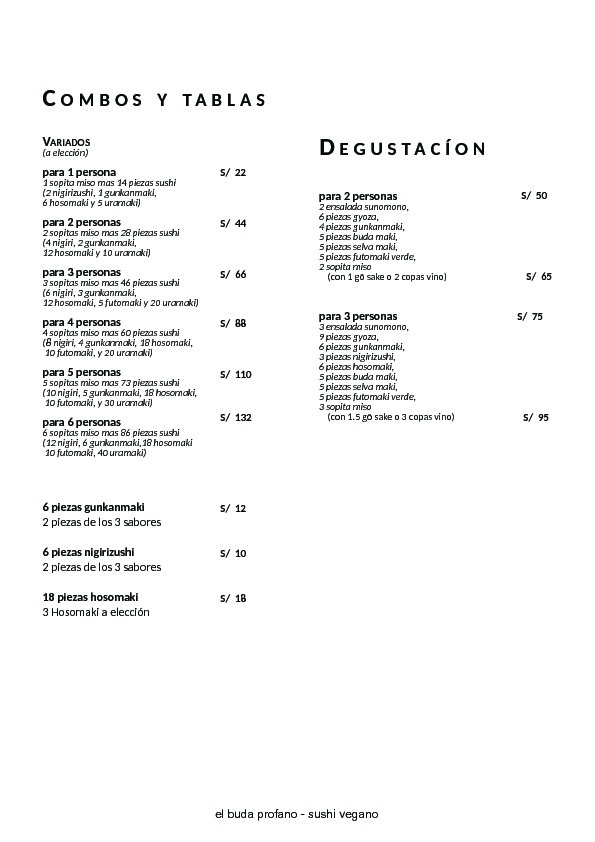 COMBOS Y TABLAS
VARIADOS
(a elección)
para 1 persona S/ 22
1 sopita miso mas 14 piezas sushi
(2 nigirizushi, 1 gunkanmaki,
6 hosomaki y 5 uramaki)
para 2 personas S/ 44
2 sopitas miso mas 28 piezas sushi
(4 nigiri, 2 gunkanmaki,
12 hosomaki y 10 uramaki)
para 3 personas S/ 66
3 sopitas miso mas 46 piezas sushi
(6 nigiri, 3 gunkanmaki,
12 hosomaki, 5 futomaki y 20 uramaki)
para 4 personas S/ 88
4 sopitas miso mas 60 piezas sushi
(8 nigiri, 4 gunkanmaki, 18 hosomaki,
10 futomaki, y 20 uramaki)
para 5 personas S/ 110
5 sopitas miso mas 73 piezas sushi
(10 nigiri, 5 gunkanmaki, 18 hosomaki,
10 futomaki, y 30 uramaki)
para 6 personas S/ 132
6 sopitas miso mas 86 piezas sushi
(12 nigiri, 6 gunkanmaki,18 hosomaki
10 futomaki, 40 uramaki)
6 piezas gunkanmaki S/ 12
2 piezas de los 3 sabores
6 piezas nigirizushi S/ 10
2 piezas de los 3 sabores
18 piezas hosomaki S/ 18
3 Hosomaki a elección
DEGUSTACÍON
para 2 personas S/ 50
2 ensalada sunomono,
6 piezas gyoza,
4 piezas gunkanmaki,
5 piezas buda maki,
5 piezas selva maki,
5 piezas futomaki verde,
2 sopita miso
(con 1 gō sake o 2 copas vino) S/ 65
para 3 personas S/ 75
3 ensalada sunomono,
9 piezas gyoza,
6 piezas gunkanmaki,
3 piezas nigirizushi,
6 piezas hosomaki,
5 piezas buda maki,
5 piezas selva maki,
5 piezas futomaki verde,
3 sopita miso
(con 1.5 gō sake o 3 copas vino) S/ 95
el buda profano - sushi vegano